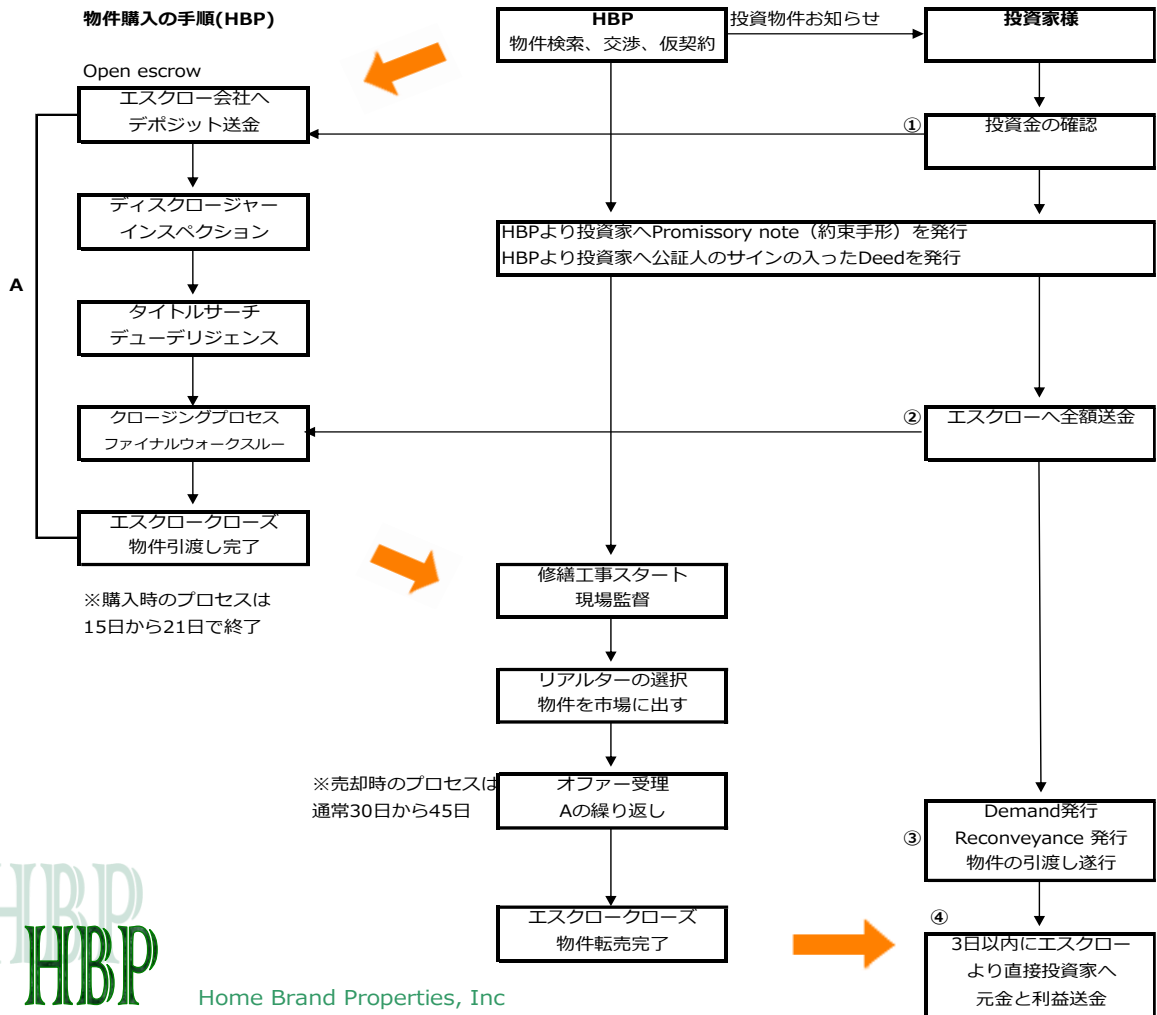 物件購入の手順(HBP)
HBP
物件検索、交渉、仮契約
投資物件お知らせ
投資家様
Open escrow
エスクロー会社へ
デポジット送金
①
投資金の確認
ディスクロージャー
インスペクション
HBPより投資家へPromissory note（約束手形）を発行
HBPより投資家へ公証人のサインの入ったDeedを発行
A
タイトルサーチ
デューデリジェンス
クロージングプロセス
ファイナルウォークスルー
②
エスクローへ全額送金
エスクロークローズ
物件引渡し完了
※購入時のプロセスは
15日から21日で終了
修繕工事スタート
現場監督
リアルターの選択
物件を市場に出す
※売却時のプロセスは
通常30日から45日
オファー受理
Aの繰り返し
③
Demand発行
Reconveyance 発行
物件の引渡し遂行
エスクロークローズ
物件転売完了
④
3日以内にエスクロー
より直接投資家へ
元金と利益送金
HBP
HBP
Home Brand Properties, Inc